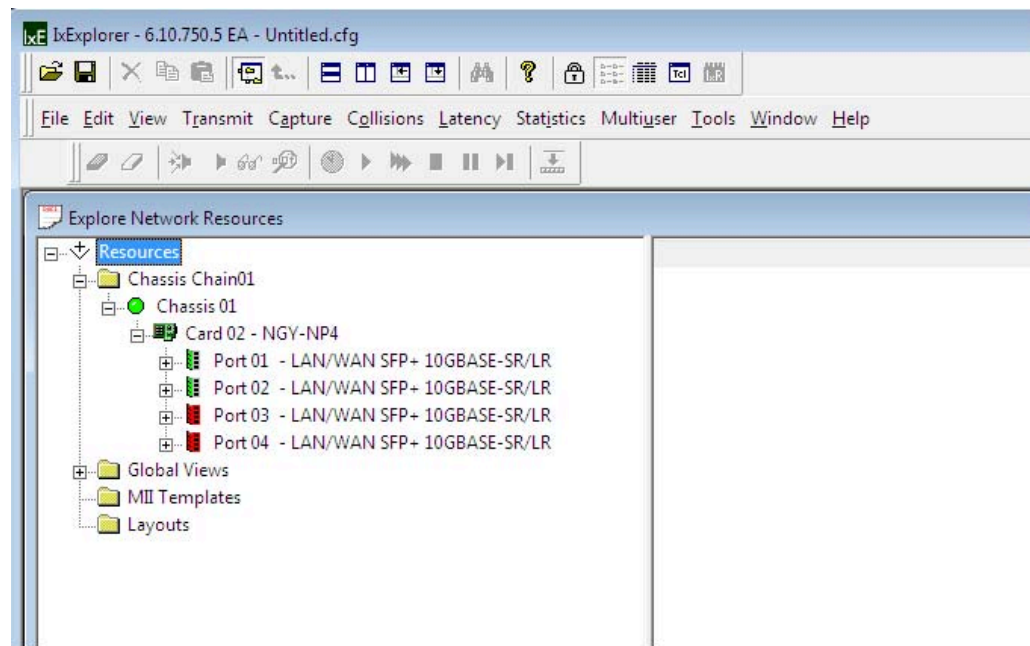 IxE IxExplorer - 6.10.750.5 EA - Untitled.cfg
Tcl
File Edit View Transmit Capture Collisions Latency Statistics Multiuser Tools Window Help
Explore Network Resources
Resources
Chassis Chain01
Chassis 01
Card 02 - NGY-NP4
Port 01 - LAN/WAN SFP+ 10GBASE-SR/LR
Port 02 - LAN/WAN SFP+ 10GBASE-SR/LR
Port 03 - LAN/WAN SFP+ 10GBASE-SR/LR
Port 04 - LAN/WAN SFP+ 10GBASE-SR/LR
Global Views
MII Templates
Layouts